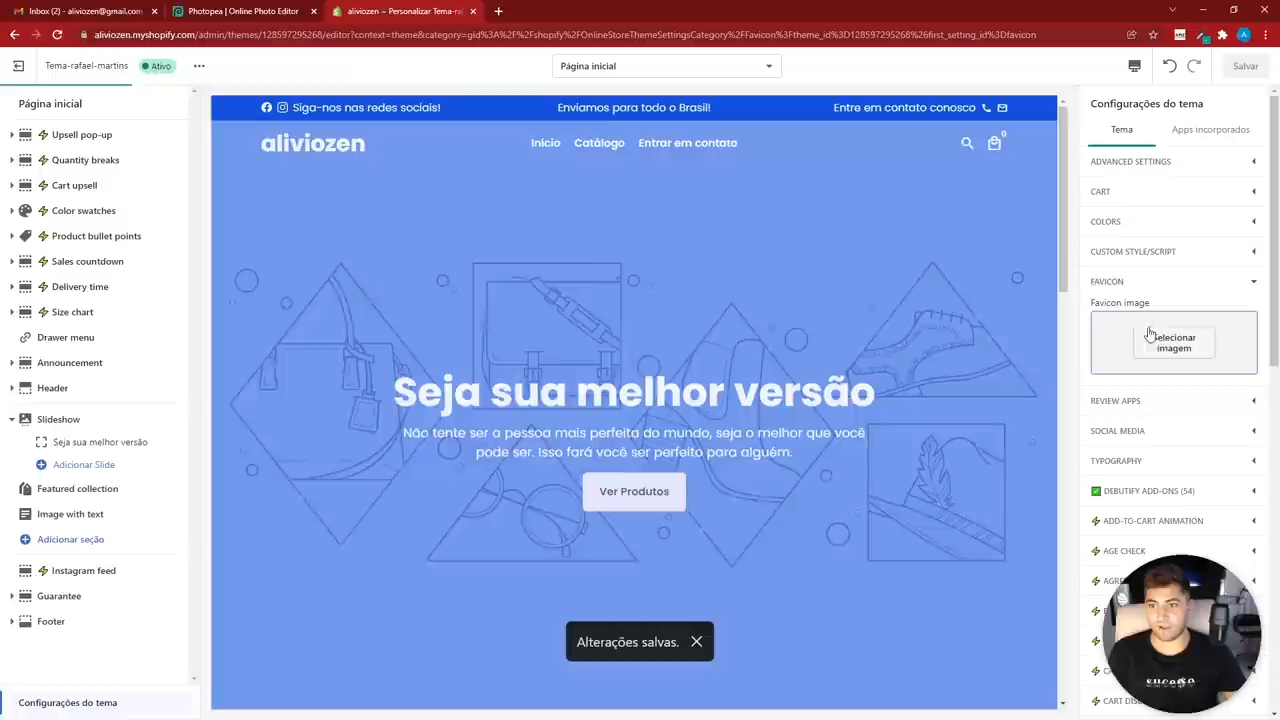 Inbox (2) - aliviozen@gmail.com
Photopea | Online Photo Editor
aliviozen ~ Personalizar Tema-raf
aliviozen.myshopify.com/admin/themes/128597295268/editor?context=theme&category=gid%3A%2F%2Fshopify%2FOnlineStoreThemeSettingsCategory%2FFavicon%3Ftheme_id%3D128597295268%26first_setting_id%3Dfavicon
Tema-rafael-martins
Ativo
Página inicial
Salvar
Página inicial
Upsell pop-up
Quantity breaks
Cart upsell
Color swatches
Product bullet points
Sales countdown
Delivery time
Size chart
Drawer menu
Announcement
Header
Slideshow
Seja sua melhor versão
Adicionar Slide
Featured collection
Image with text
Adicionar seção
Instagram feed
Guarantee
Footer
Configurações do tema
Siga-nos nas redes sociais!
Enviamos para todo o Brasil!
Entre em contato conosco
aliviozen
Início
Catálogo
Entrar em contato
0
Seja sua melhor versão
Não tente ser a pessoa mais perfeita do mundo, seja o melhor que você
pode ser. Isso fará você ser perfeito para alguém.
Ver Produtos
Alterações salvas.
Configurações do tema
Tema
Apps incorporados
ADVANCED SETTINGS
CART
COLORS
CUSTOM STYLE/SCRIPT
FAVICON
Favicon image
Selecionar
imagem
REVIEW APPS
SOCIAL MEDIA
TYPOGRAPHY
DEBUTIFY ADD-ONS (54)
ADD-TO-CART ANIMATION
AGE CHECK
CART DISC